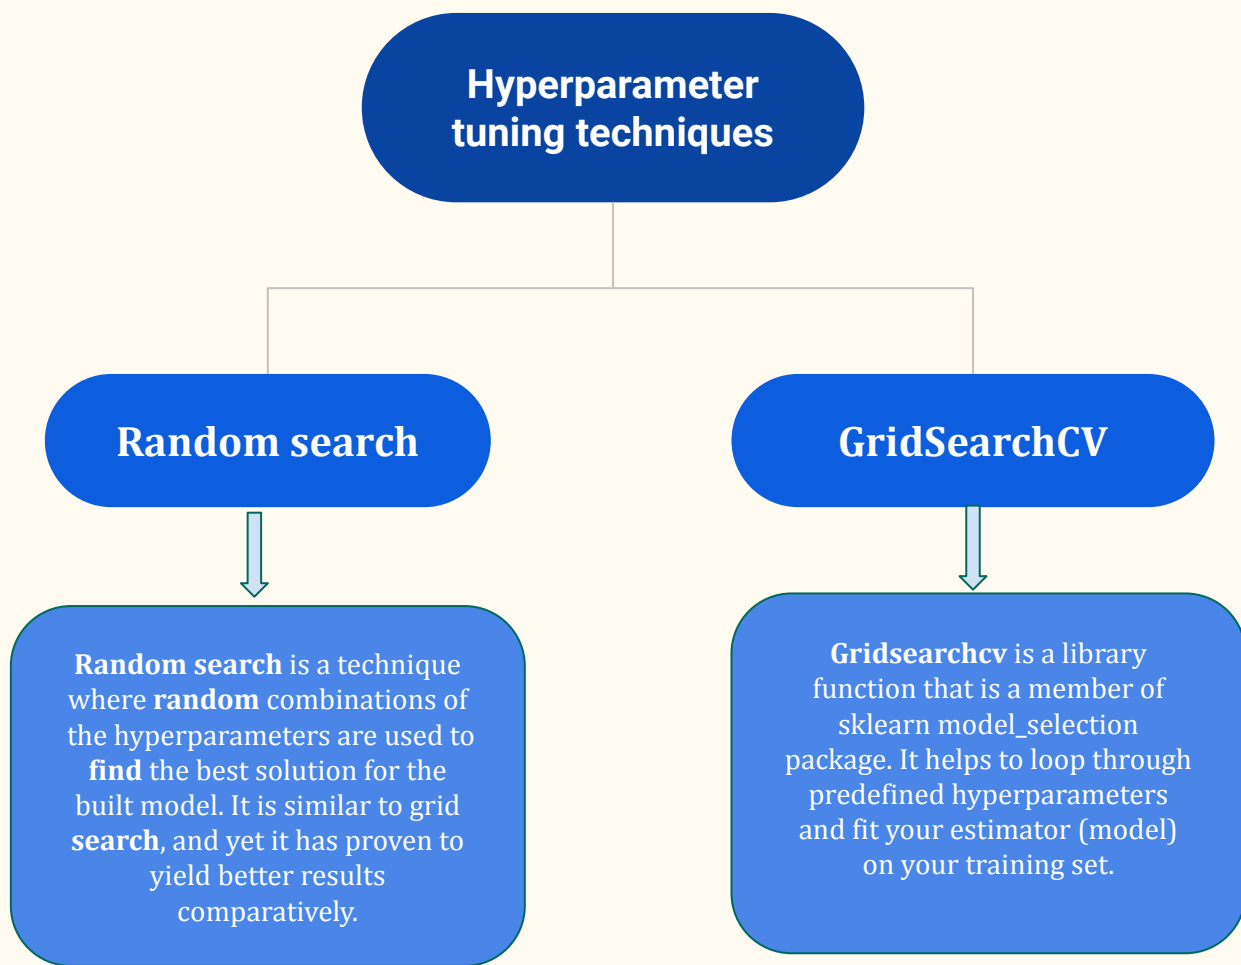 Hyperparameter
tuning techniques
Random search
GridSearchCV
Random search is a technique
where random combinations of
the hyperparameters are used to
find the best solution for the
built model. It is similar to grid
search, and yet it has proven to
yield better results
comparatively.
Gridsearchcv is a library
function that is a member of
sklearn model_selection
package. It helps to loop through
predefined hyperparameters
and fit your estimator (model)
on your training set.